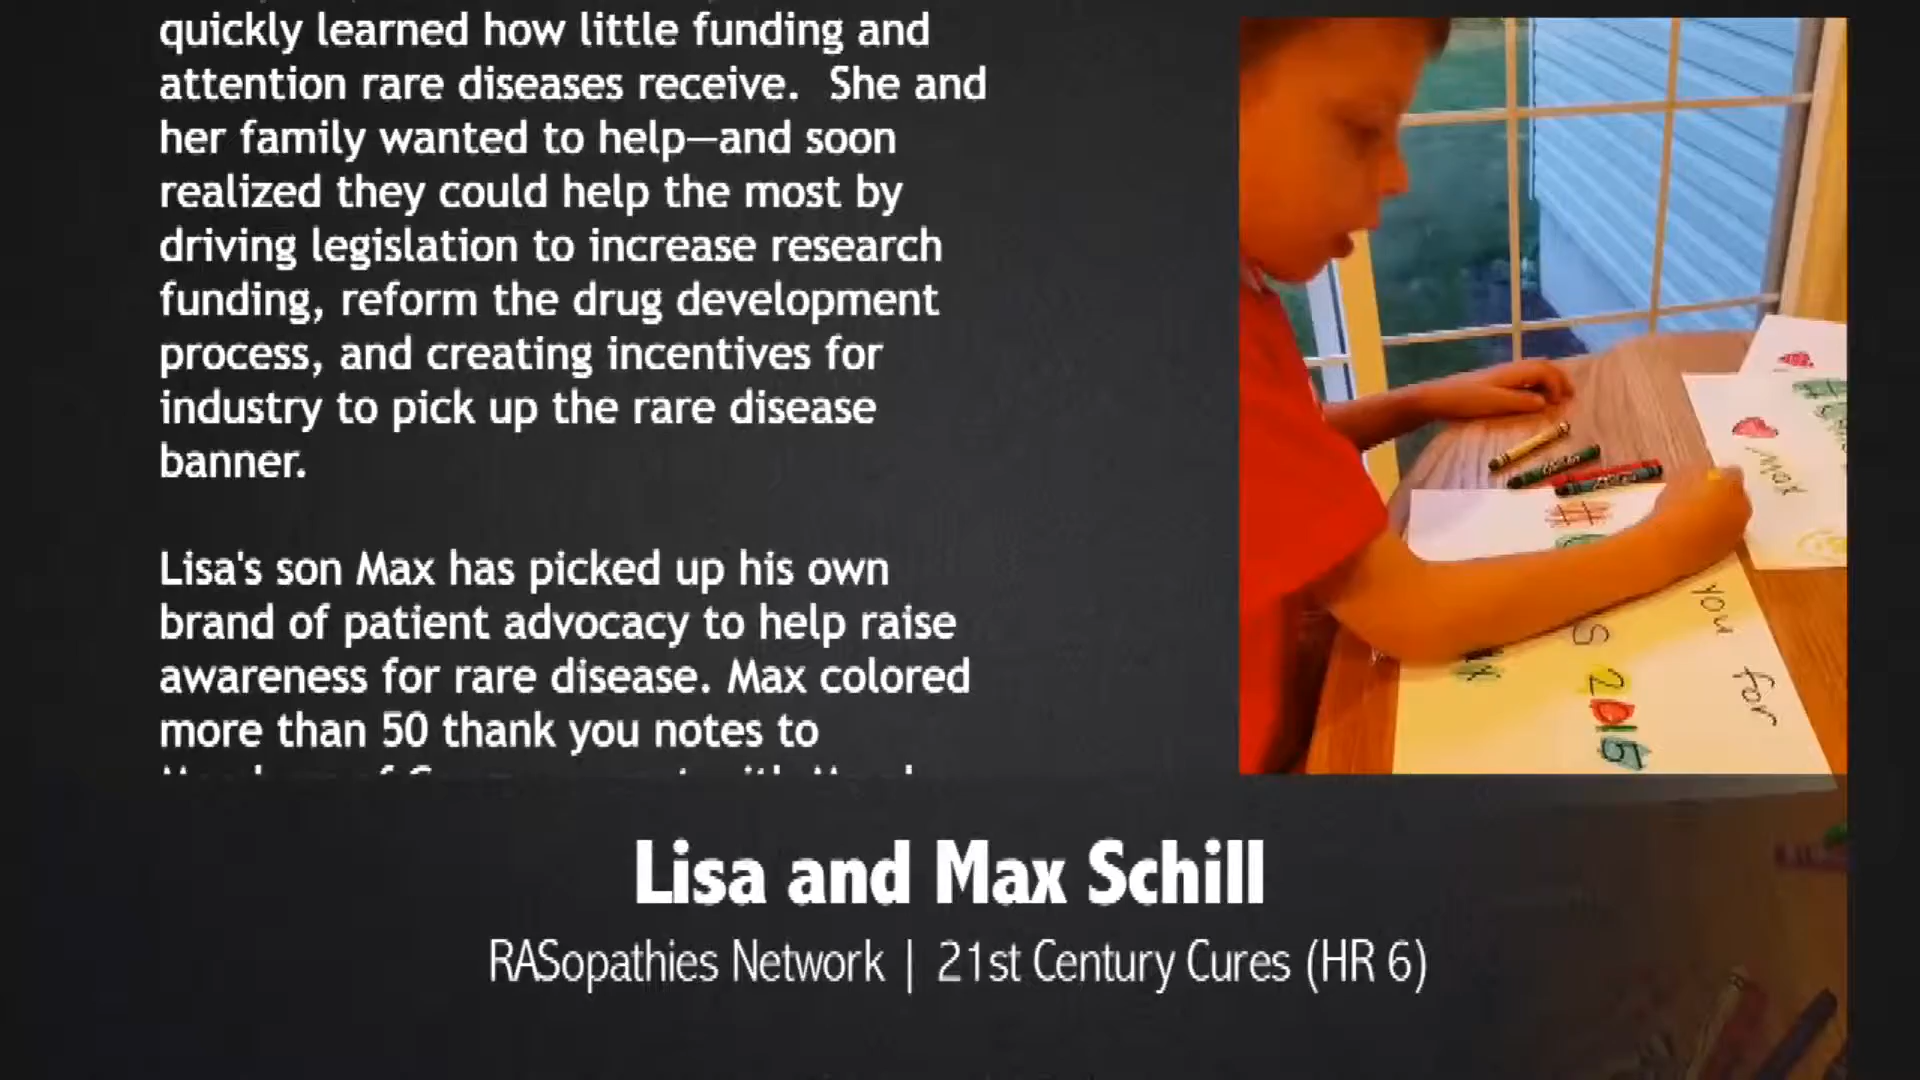 quickly learned how little funding and
attention rare diseases receive.  She and
her family wanted to help—and soon
realized they could help the most by
driving legislation to increase research
funding, reform the drug development
process, and creating incentives for
industry to pick up the rare disease
banner.
Lisa's son Max has picked up his own
brand of patient advocacy to help raise
awareness for rare disease. Max colored
more than 50 thank you notes to
Max
you for
2015
Lisa and Max Schill
RASopathies Network | 21st Century Cures (HR 6)